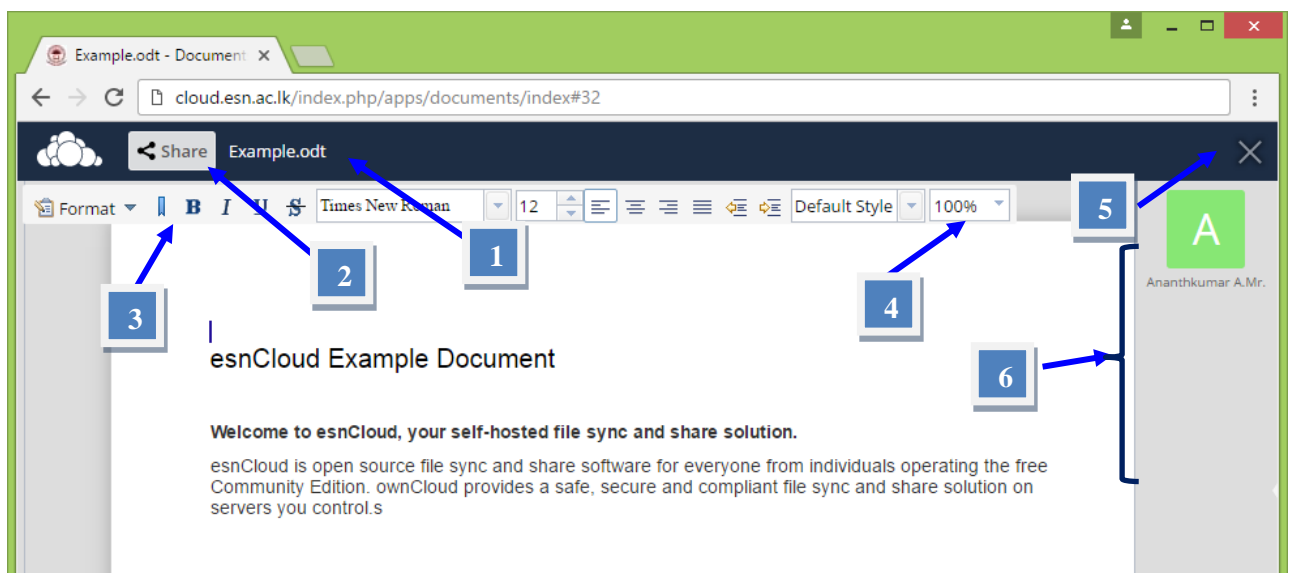 Example.odt - Document
cloud.esn.ac.lk/index.php/apps/documents/index#32
Share Example.odt
Format B I U S Times New Roman 12 Default Style 100%
5
A
1
2
Ananthkumar A.Mr.
3
4
esnCloud Example Document
6
Welcome to esnCloud, your self-hosted file sync and share solution.
esnCloud is open source file sync and share software for everyone from individuals operating the free
Community Edition. ownCloud provides a safe, secure and compliant file sync and share solution on
servers you control.s